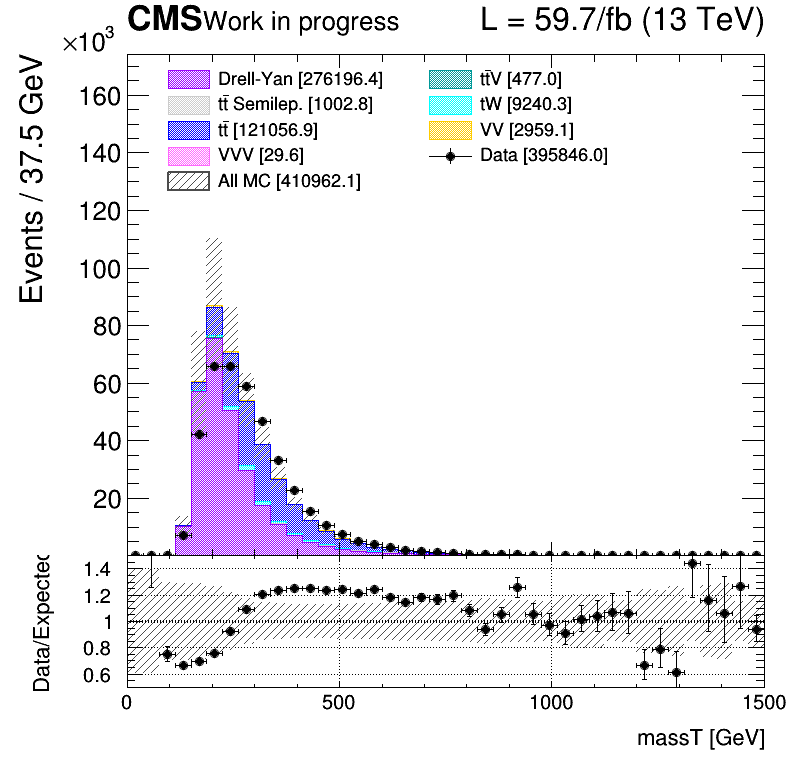 CMS Work in progress L = 59.7/fb (13 TeV)
×10³
Events / 37.5 GeV
Drell-Yan [276196.4]
tt̄ Semilep. [1002.8]
tt̄ [121056.9]
VVV [29.6]
All MC [410962.1]
tt̄V [477.0]
tW [9240.3]
VV [2959.1]
Data [395846.0]
160
140
120
100
80
60
40
20
Data/Expected
1.4
1.2
1
0.8
0.6
0 500 1000 1500
massT [GeV]